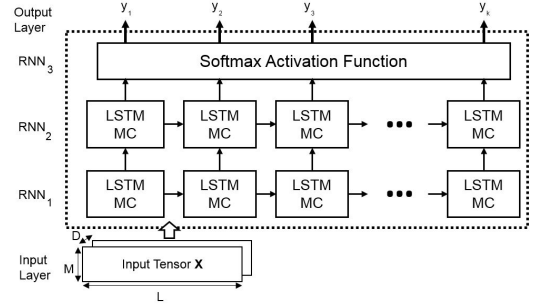 Output
Layer
y1 y2 y3 yk
RNN3
Softmax Activation Function
RNN2
LSTM
MC
LSTM
MC
LSTM
MC
LSTM
MC
RNN1
LSTM
MC
LSTM
MC
LSTM
MC
LSTM
MC
Input
Layer
D
M
Input Tensor X
L